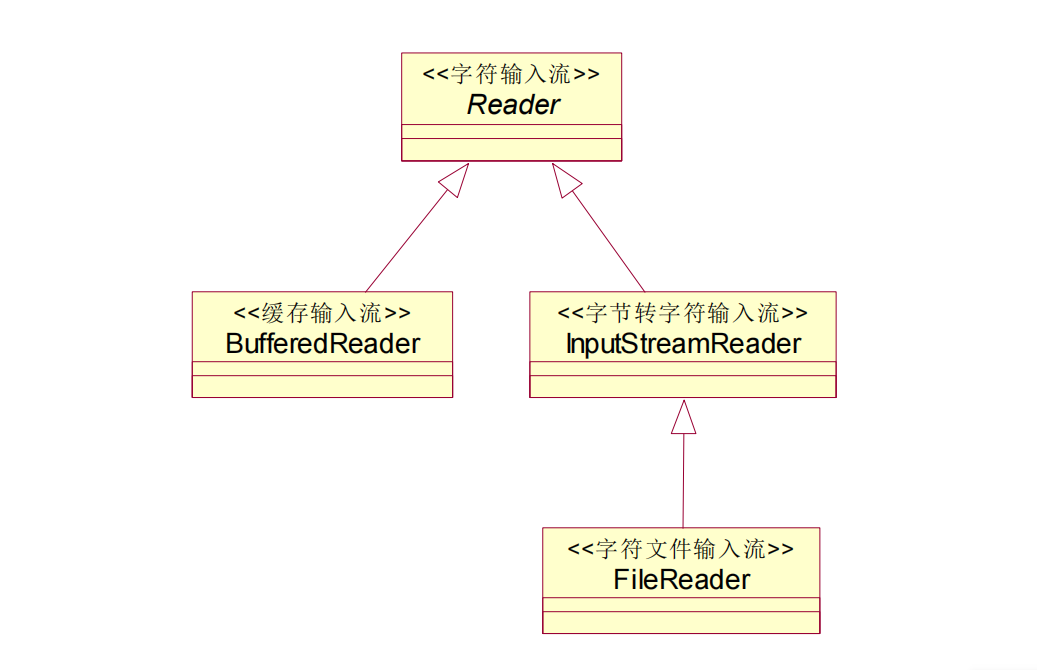 <<字符输入流>>
Reader
<<缓存输入流>>
BufferedReader
<<字节转字符输入流>>
InputStreamReader
<<字符文件输入流>>
FileReader